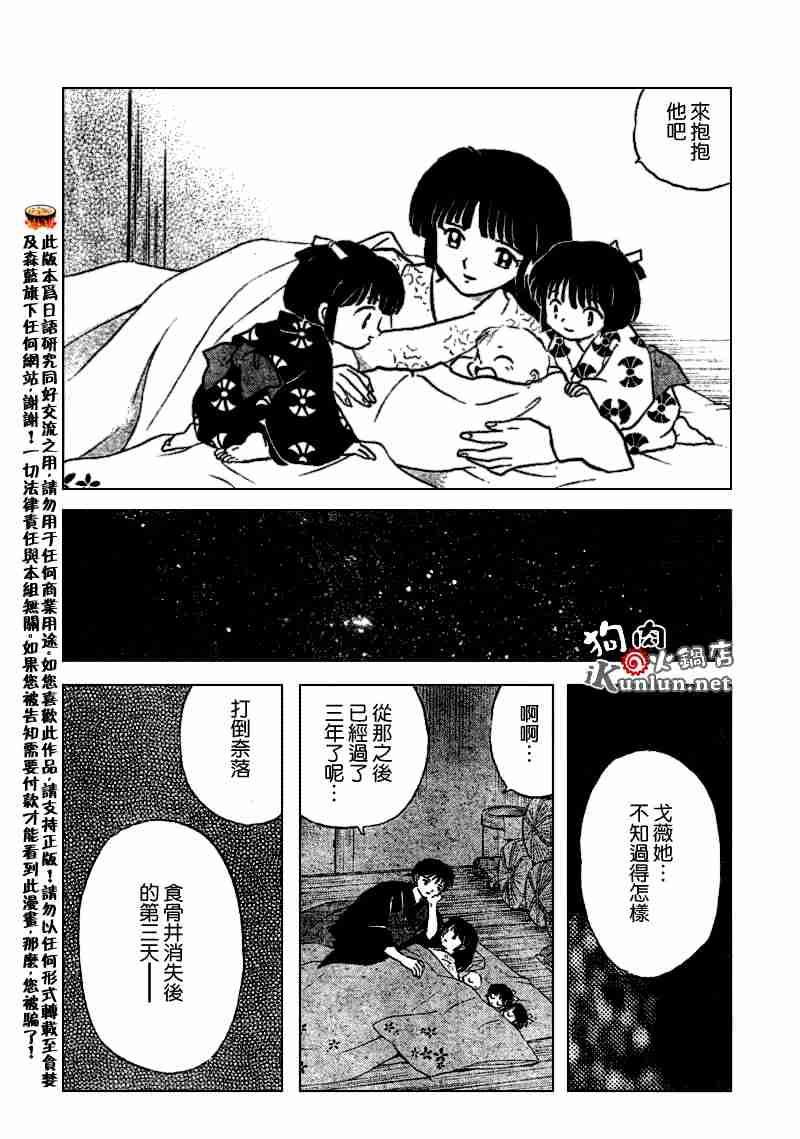 來抱抱
他吧
戈薇她…
不知過得怎樣
啊啊…
從那之後
已經過了
三年了呢…
打倒奈落
食骨井消失後
的第三天——
狗肉
火鍋店
iKunlun.net
此版本爲日語研究同好交流之用，請勿用于任何商業用途。如您喜歡此作品，請支持正版！請勿以任何形式轉載至貪婪
及森藍旗下任何網站，謝謝！一切法律責任與本組無關。如果您被告知需要付款才能看到此漫畫，那麽，您被騙了！